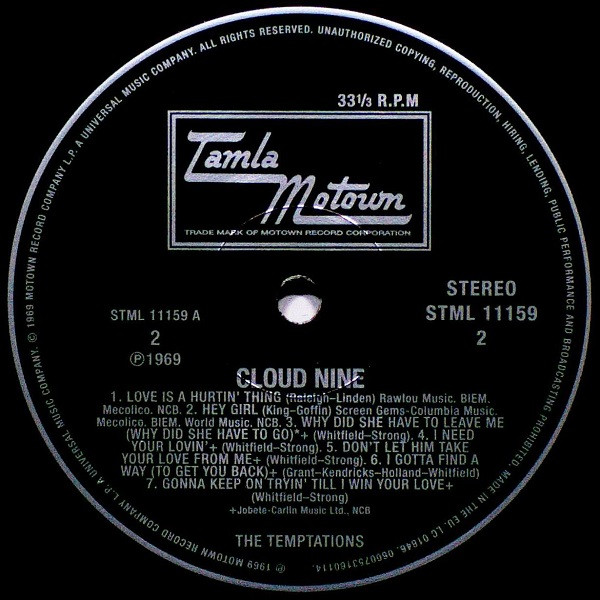 © 1969 MOTOWN RECORD COMPANY L.P. A UNIVERSAL MUSIC COMPANY. ALL RIGHTS RESERVED. UNAUTHORIZED COPYING, REPRODUCTION, HIRING, LENDING, PUBLIC PERFORMANCE AND BROADCASTING PROHIBITED. MADE IN THE EU. LC 01846. 0600753160114.
℗ 1969 MOTOWN RECORD COMPANY L.P. A UNIVERSAL MUSIC COMPANY.
33 1/3 R.P.M
Tamla
Motown
TRADE MARK OF MOTOWN RECORD CORPORATION
STML 11159 A
2
℗1969
STEREO
STML 11159
2
CLOUD NINE
1. LOVE IS A HURTIN' THING (Raleigh–Linden) Rawlou Music. BIEM.
Mecolico. NCB. 2. HEY GIRL (King–Goffin) Screen Gems-Columbia Music.
Mecolico. BIEM. World Music. NCB. 3. WHY DID SHE HAVE TO LEAVE ME
(WHY DID SHE HAVE TO GO)*+ (Whitfield–Strong). 4. I NEED
YOUR LOVIN'+ (Whitfield–Strong). 5. DON'T LET HIM TAKE
YOUR LOVE FROM ME+ (Whitfield–Strong). 6. I GOTTA FIND A
WAY (TO GET YOU BACK)+ (Grant–Kendricks–Holland–Whitfield)
7. GONNA KEEP ON TRYIN' TILL I WIN YOUR LOVE+
(Whitfield–Strong)
+Jobete-Carlin Music Ltd., NCB
THE TEMPTATIONS